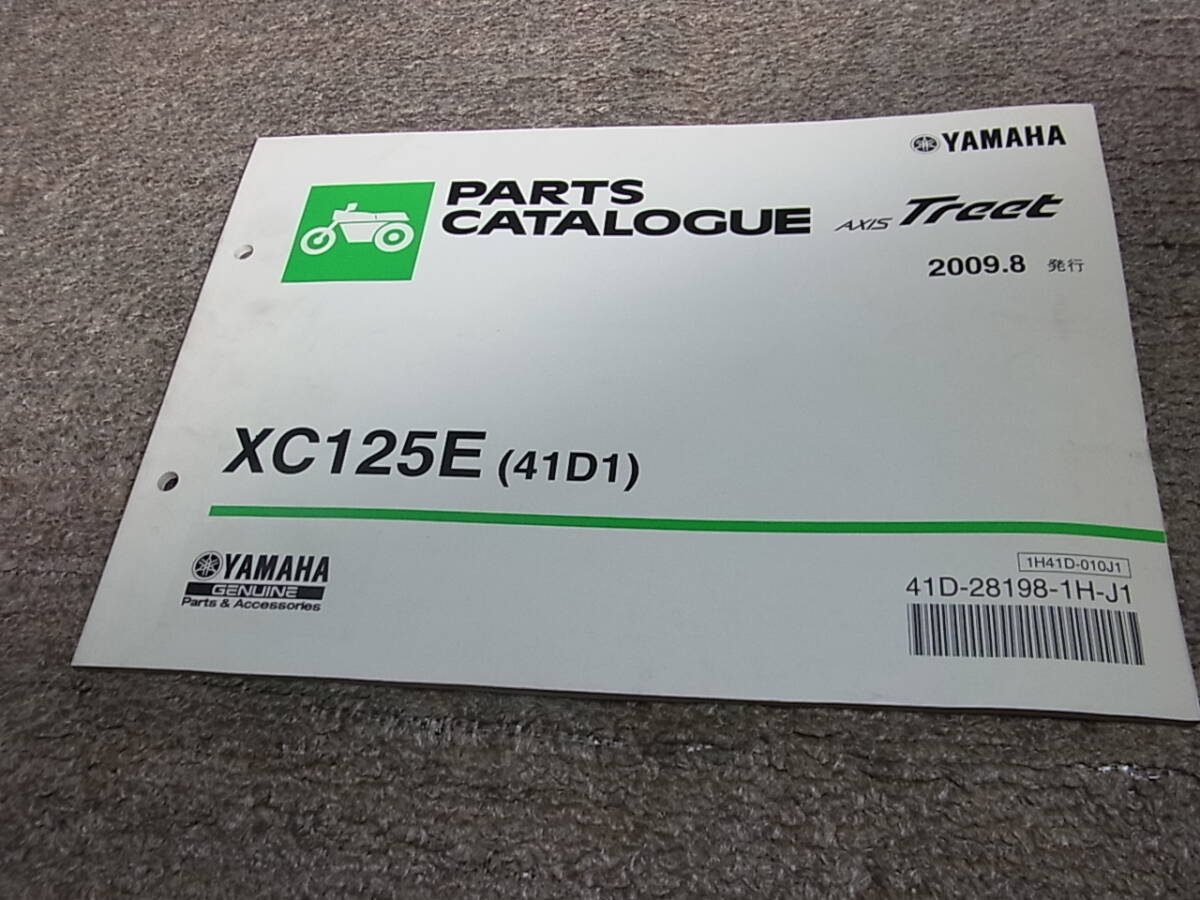 YAMAHA
PARTS
CATALOGUE
AXIS Treet
2009.8 発行
XC125E (41D1)
YAMAHA
GENUINE
Parts & Accessories
1H41D-010J1
41D-28198-1H-J1